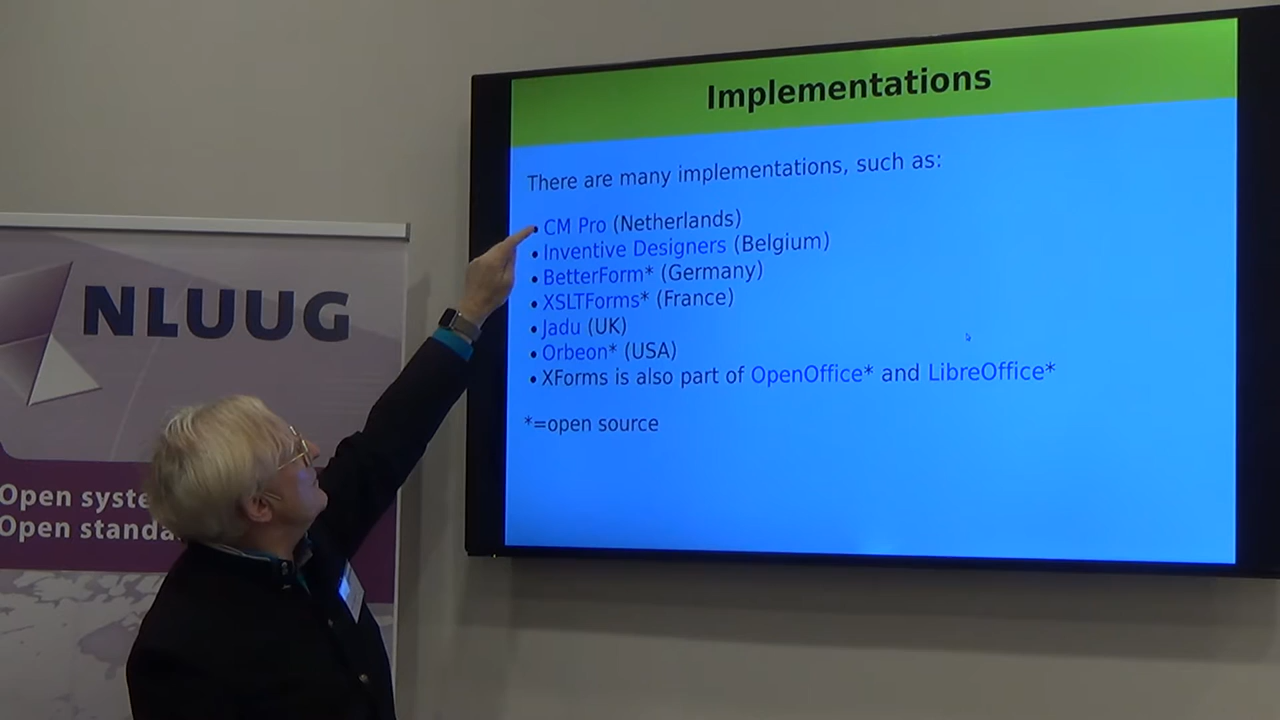 Implementations
There are many implementations, such as:
• CM Pro (Netherlands)
• Inventive Designers (Belgium)
• BetterForm* (Germany)
• XSLTForms* (France)
• Jadu (UK)
• Orbeon* (USA)
• XForms is also part of OpenOffice* and LibreOffice*
*=open source
NLUUG
Open syste
Open standa